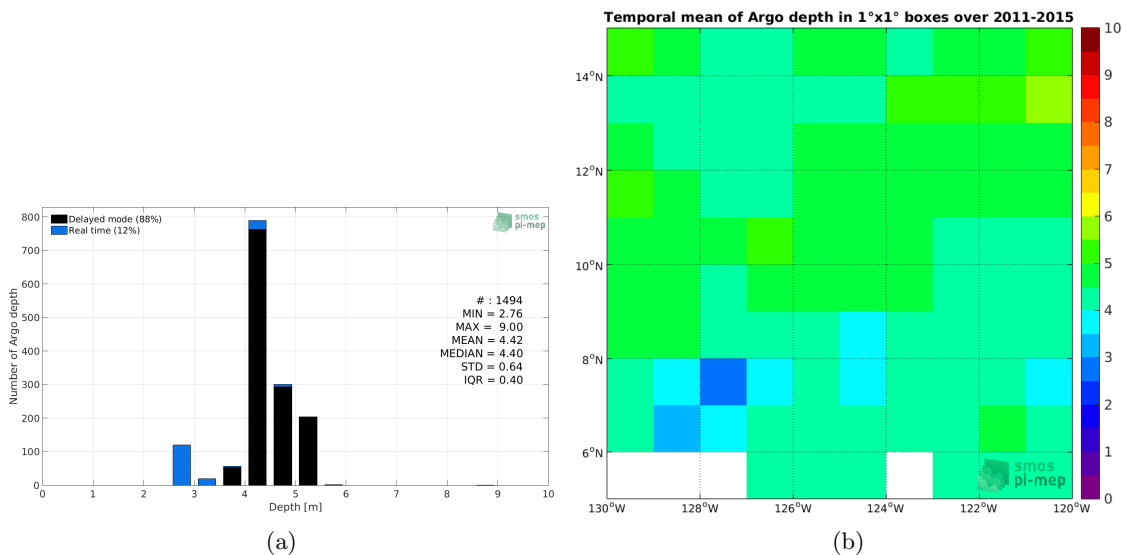 Temporal mean of Argo depth in 1°x1° boxes over 2011-2015
Delayed mode (88%)
Real time (12%)
smos
pi-mep
# : 1494
MIN = 2.76
MAX = 9.00
MEAN = 4.42
MEDIAN = 4.40
STD = 0.64
IQR = 0.40
Number of Argo depth
800
700
600
500
400
300
200
100
0
0 1 2 3 4 5 6 7 8 9 10
Depth [m]
(a)
14°N
12°N
10°N
8°N
6°N
130°W 128°W 126°W 124°W 122°W 120°W
smos
pi-mep
10
9
8
7
6
5
4
3
2
1
0
(b)